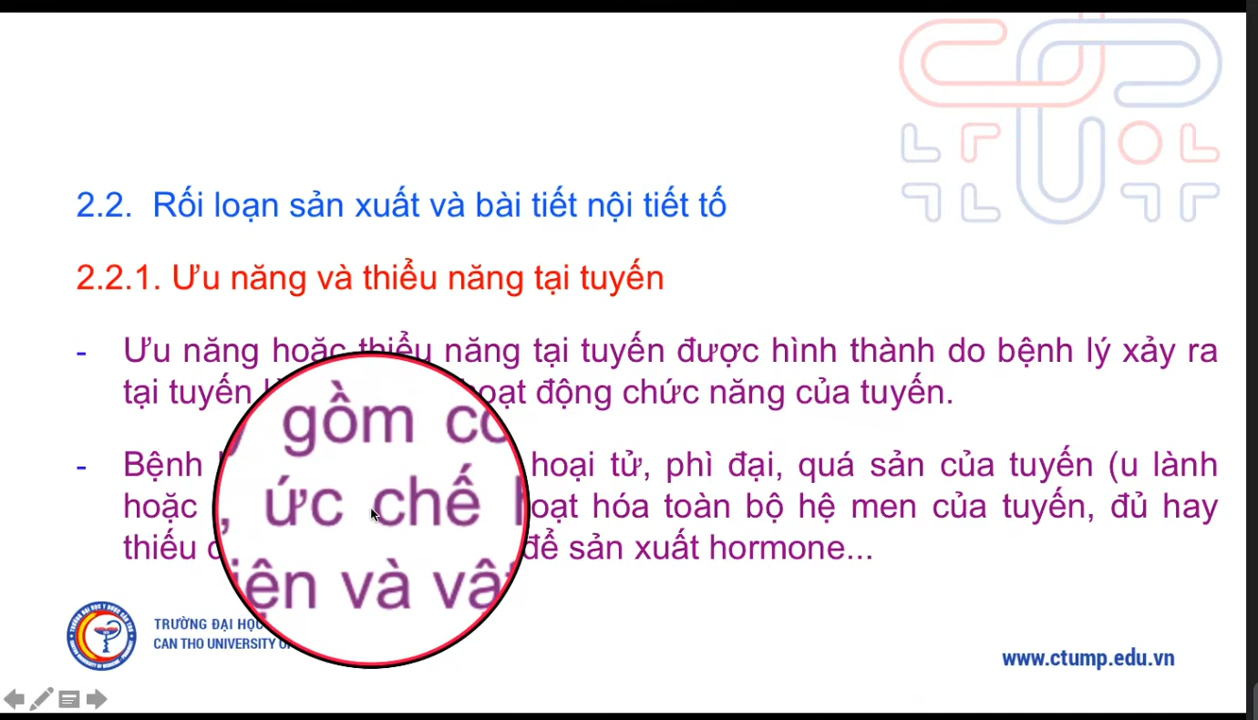 2.2. Rối loạn sản xuất và bài tiết nội tiết tố
2.2.1. Ưu năng và thiểu năng tại tuyến
- Ưu năng hoặc thiểu năng tại tuyến được hình thành do bệnh lý xảy ra
tại tuyến hoạt động chức năng của tuyến.
- Bệnh gồm hoại tử, phì đại, quá sản của tuyến (u lành
hoặc , ức chế hoạt hóa toàn bộ hệ men của tuyến, đủ hay
thiếu và để sản xuất hormone...
TRƯỜNG ĐẠI HỌC
CAN THO UNIVERSITY
www.ctump.edu.vn